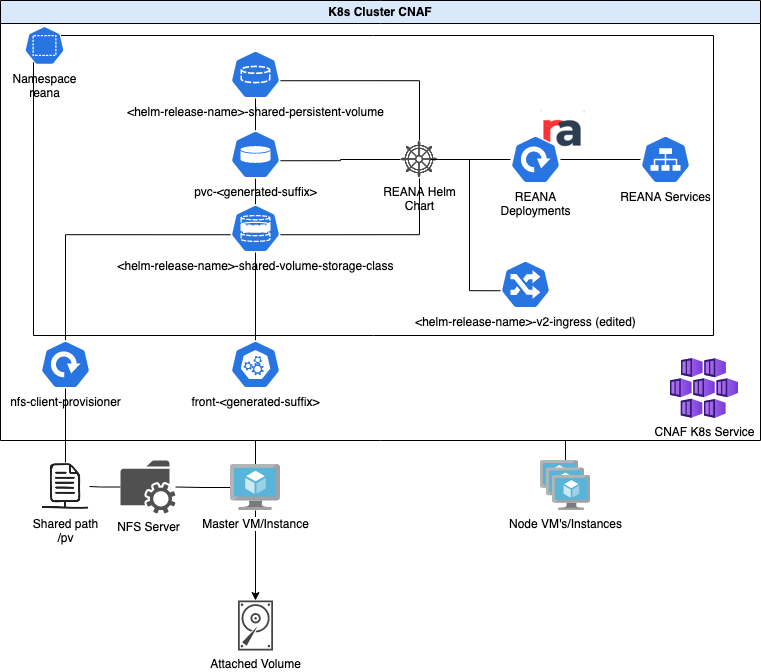 K8s Cluster CNAF
Namespace
reana
<helm-release-name>-shared-persistent-volume
ra
pvc-<generated-suffix>
REANA Helm
Chart
REANA
Deployments
REANA Services
<helm-release-name>-shared-volume-storage-class
<helm-release-name>-v2-ingress (edited)
nfs-client-provisioner
front-<generated-suffix>
CNAF K8s Service
Shared path
/pv
NFS Server
Master VM/Instance
Node VM's/Instances
Attached Volume